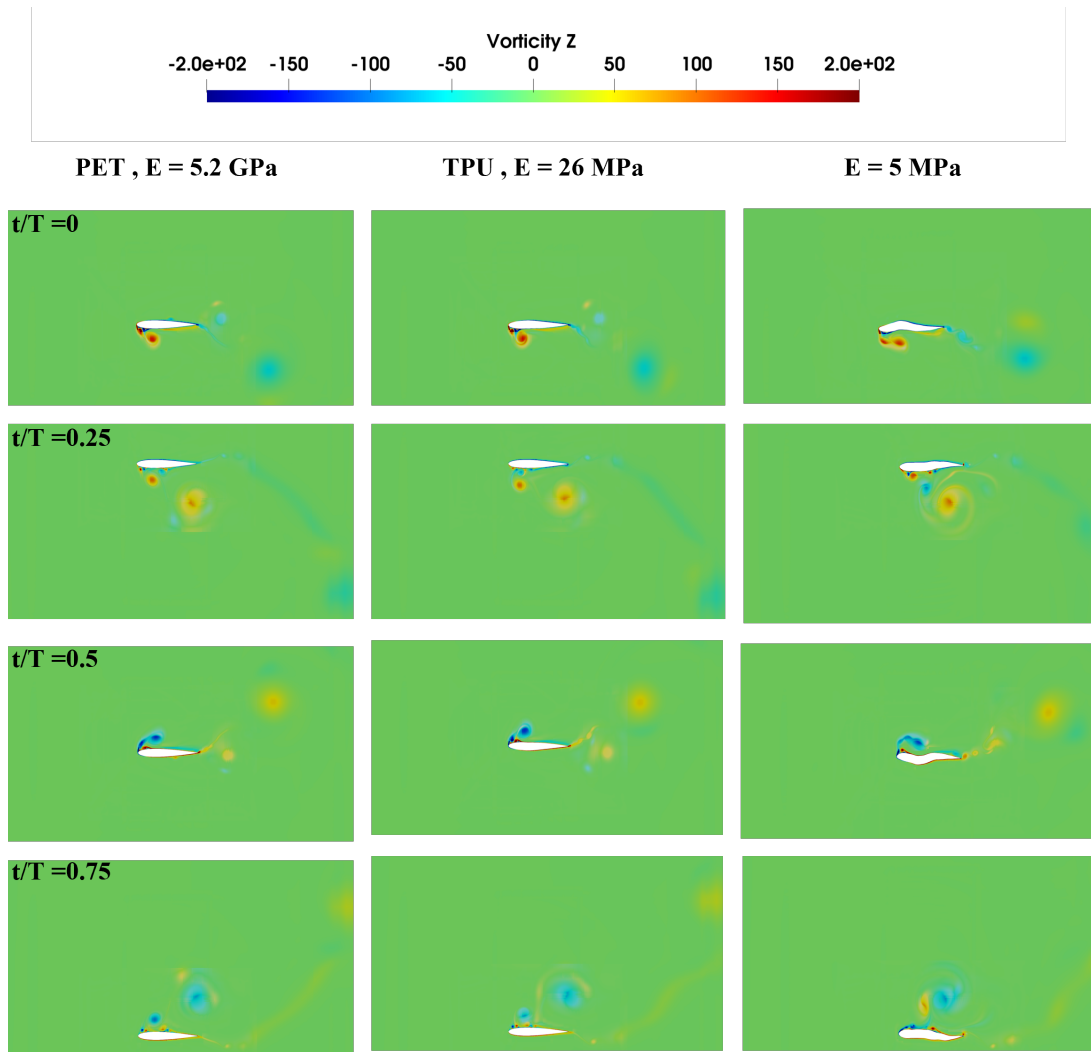 Vorticity Z
-2.0e+02 -150 -100 -50 0 50 100 150 2.0e+02
PET , E = 5.2 GPa TPU , E = 26 MPa E = 5 MPa
t/T =0
t/T =0.25
t/T =0.5
t/T =0.75